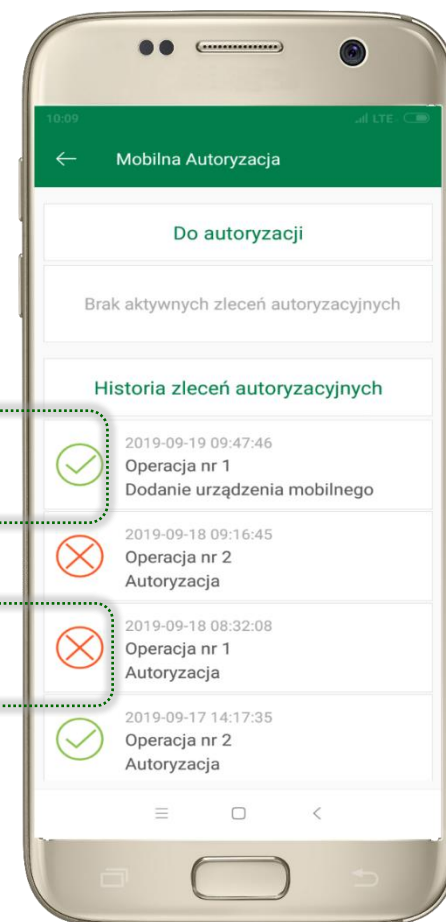 10:09
LTE
Mobilna Autoryzacja
Do autoryzacji
Brak aktywnych zleceń autoryzacyjnych
Historia zleceń autoryzacyjnych
2019-09-19 09:47:46
Operacja nr 1
Dodanie urządzenia mobilnego
2019-09-18 09:16:45
Operacja nr 2
Autoryzacja
2019-09-18 08:32:08
Operacja nr 1
Autoryzacja
2019-09-17 14:17:35
Operacja nr 2
Autoryzacja